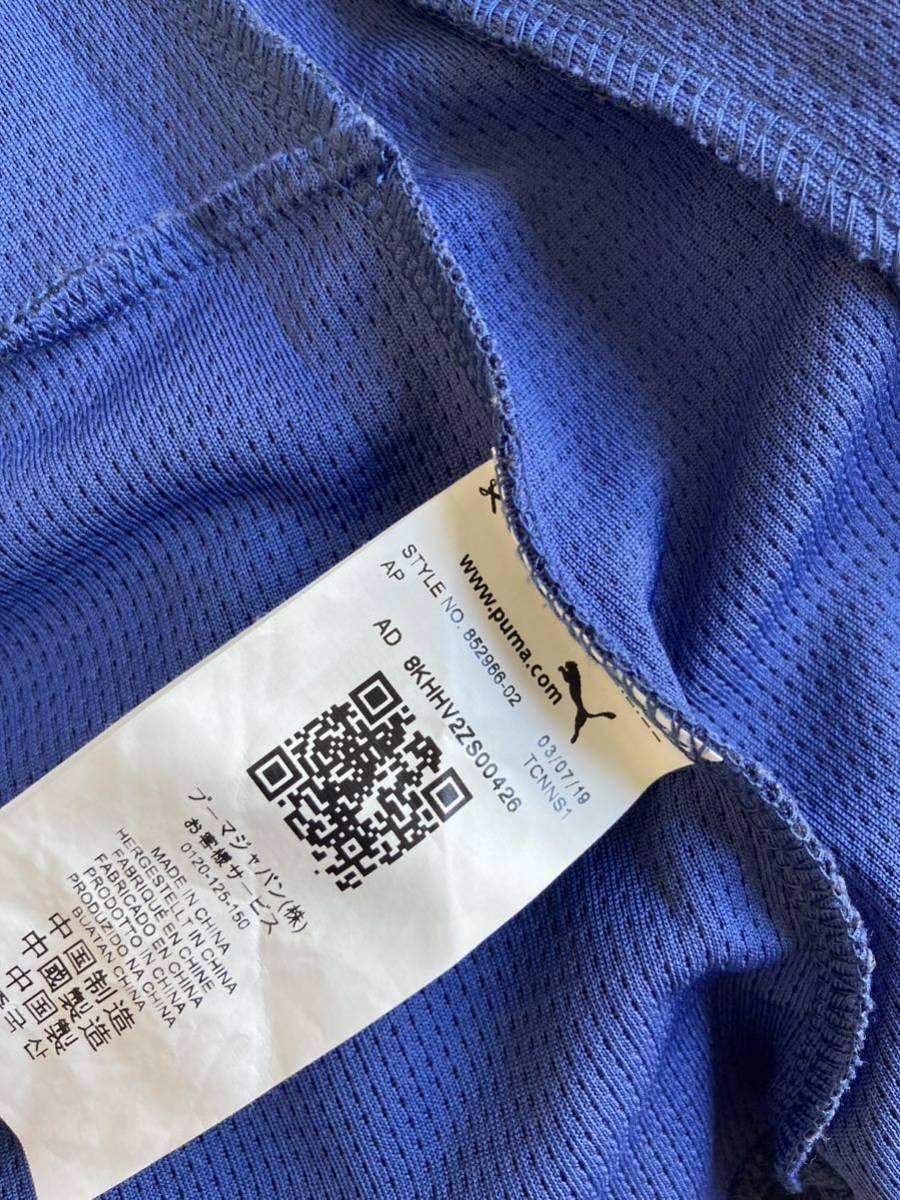 www.puma.com
STYLE NO. 852966-02
AP
03/07/19
TCNNS1
AD 8KHHV2ZS00426
プーマジャパン(株)
お客様サービス
0120-125-150
MADE IN CHINA
HERGESTELLT IN CHINA
FABRIQUÉ EN CHINE
FABRICADO EN CHINA
PRODOTTO IN CHINA
PRODUZIDO NA CHINA
BUATAN CHINA
中国制造
中國製造
中国製